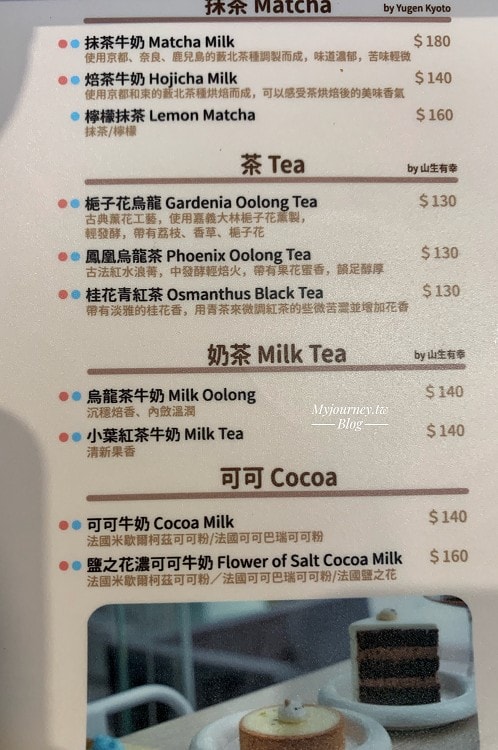 抹茶 Matcha
by Yugen Kyoto
抹茶牛奶 Matcha Milk $180
使用京都、奈良、鹿兒島的藪北茶種調製而成，味道濃郁，苦味輕微
焙茶牛奶 Hojicha Milk $140
使用京都和束的藪北茶種烘焙而成，可以感受茶烘焙後的美味香氣
檸檬抹茶 Lemon Matcha $160
抹茶/檸檬
茶 Tea
by 山生有幸
梔子花烏龍 Gardenia Oolong Tea $130
古典薰花工藝，使用嘉義大林梔子花薰製，
輕發酵，帶有荔枝、香草、梔子花
鳳凰烏龍茶 Phoenix Oolong Tea $130
古法紅水浪菁，中發酵輕焙火，帶有果花蜜香，韻足醇厚
桂花青紅茶 Osmanthus Black Tea $130
帶有淡雅的桂花香，用青茶來微調紅茶的些微苦澀並增加花香
奶茶 Milk Tea
by 山生有幸
烏龍茶牛奶 Milk Oolong $140
沉穩焙香、內斂溫潤
小葉紅茶牛奶 Milk Tea $140
清新果香
Myjourney.tw
Blog
可可 Cocoa
可可牛奶 Cocoa Milk $140
法國米歇爾柯茲可可粉/法國可可巴瑞可可粉
鹽之花濃可可牛奶 Flower of Salt Cocoa Milk $160
法國米歇爾柯茲可可粉／法國可可巴瑞可可粉/法國鹽之花